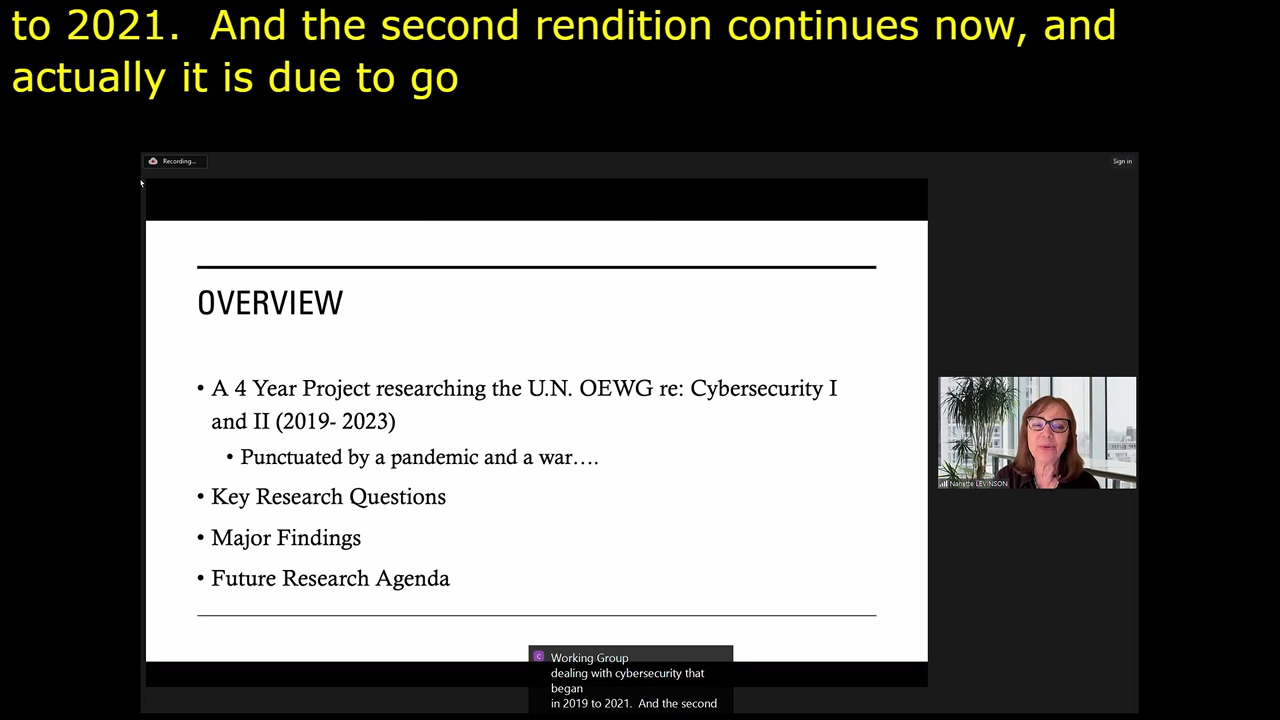 to 2021.  And the second rendition continues now, and
actually it is due to go
Recording...
Sign in
OVERVIEW
• A 4 Year Project researching the U.N. OEWG re: Cybersecurity I
and II (2019- 2023)
• Punctuated by a pandemic and a war….
• Key Research Questions
• Major Findings
• Future Research Agenda
Nanette LEVINSON
C Working Group
dealing with cybersecurity that
began
in 2019 to 2021.  And the second